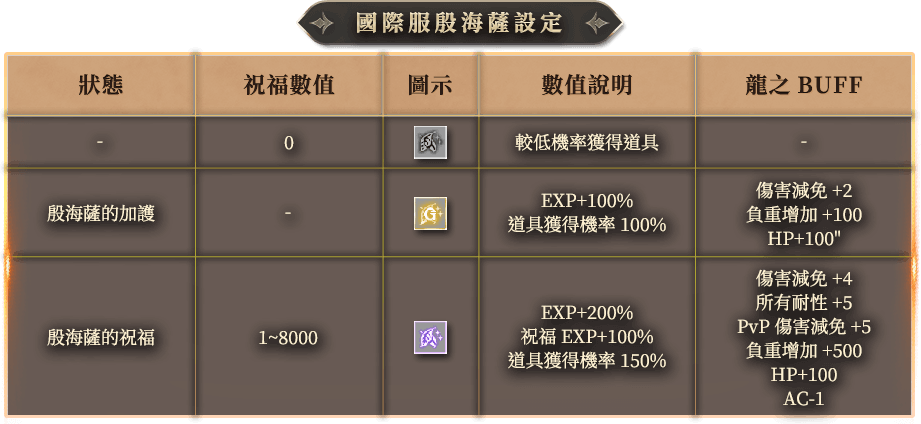 國際服殷海薩設定
狀態 祝福數值 圖示 數值說明 龍之 BUFF
- 0 較低機率獲得道具 -
殷海薩的加護 - G EXP+100%
道具獲得機率 100% 傷害減免 +2
負重增加 +100
HP+100"
殷海薩的祝福 1~8000 EXP+200%
祝福 EXP+100%
道具獲得機率 150% 傷害減免 +4
所有耐性 +5
PvP 傷害減免 +5
負重增加 +500
HP+100
AC-1